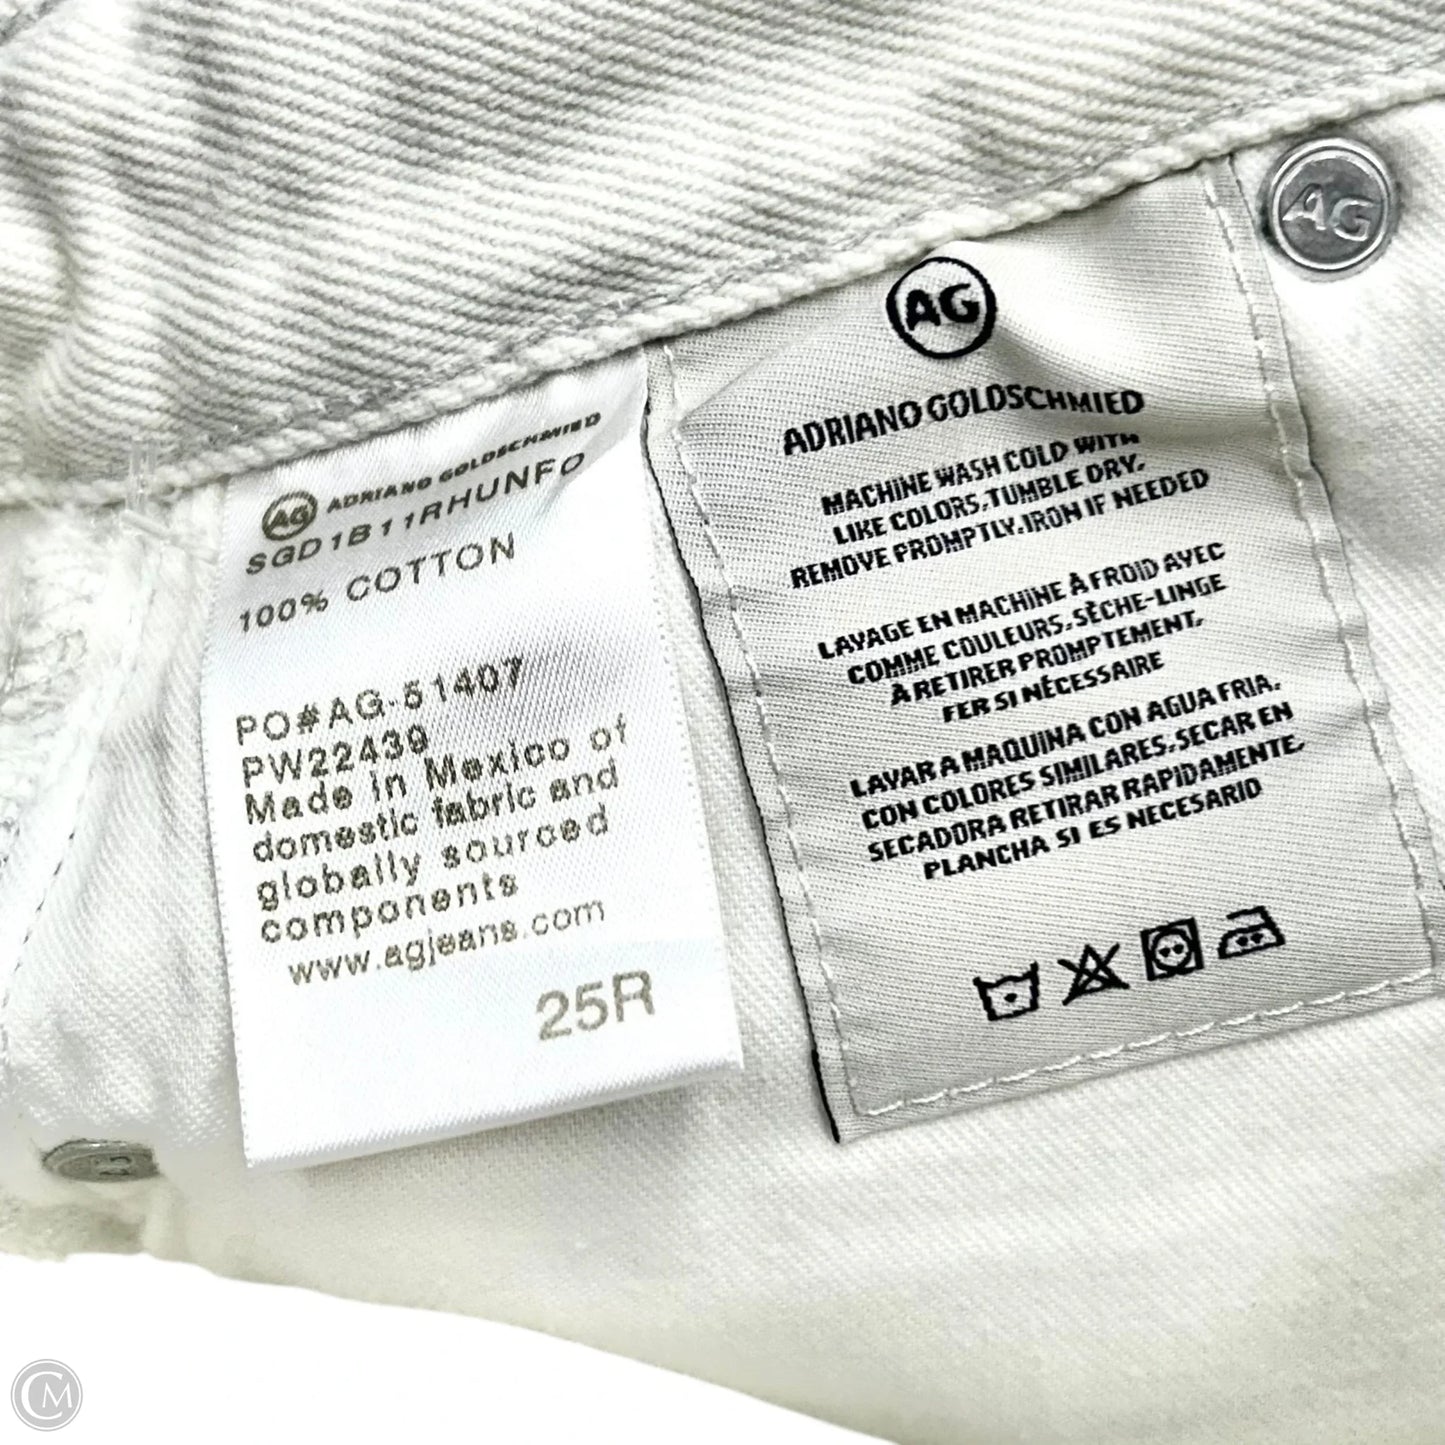 AG ADRIANO GOLDSCHMIED
SGD1B11RHUNFO
100% COTTON
PO#AG-51407
PW22439
Made in Mexico of
domestic fabric and
globally sourced
components
www.agjeans.com
25R
AG
ADRIANO GOLDSCHMIED
MACHINE WASH COLD WITH
LIKE COLORS. TUMBLE DRY.
REMOVE PROMPTLY. IRON IF NEEDED
LAVAGE EN MACHINE À FROID AVEC
COMME COULEURS. SÈCHE-LINGE
À RETIRER PROMPTEMENT.
FER SI NÉCESSAIRE
LAVAR A MAQUINA CON AGUA FRIA.
CON COLORES SIMILARES. SECAR EN
SECADORA RETIRAR RAPIDAMENTE.
PLANCHA SI ES NECESARIO
AG
CM